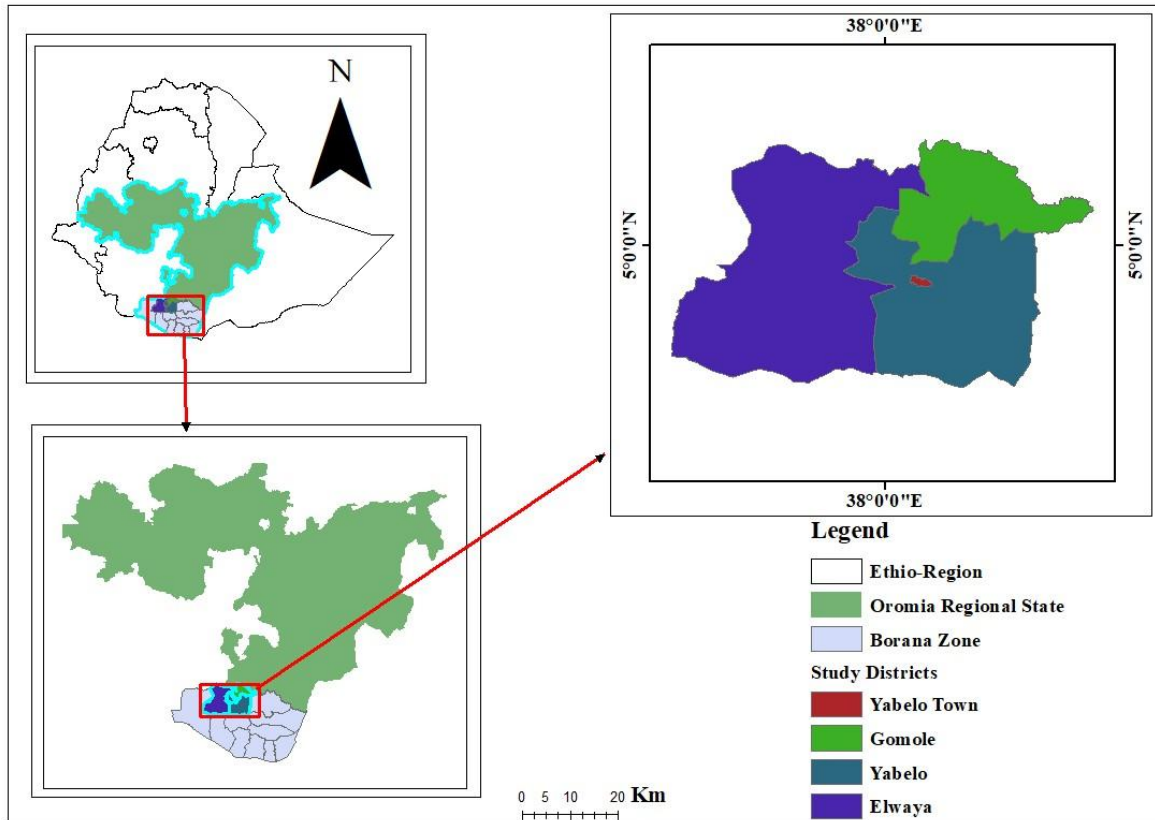 N
38°0'0"E
5°0'0"N
5°0'0"N
38°0'0"E
Legend
Ethio-Region
Oromia Regional State
Borana Zone
Study Districts
Yabelo Town
Gomole
Yabelo
Elwaya
0 5 10 20 Km